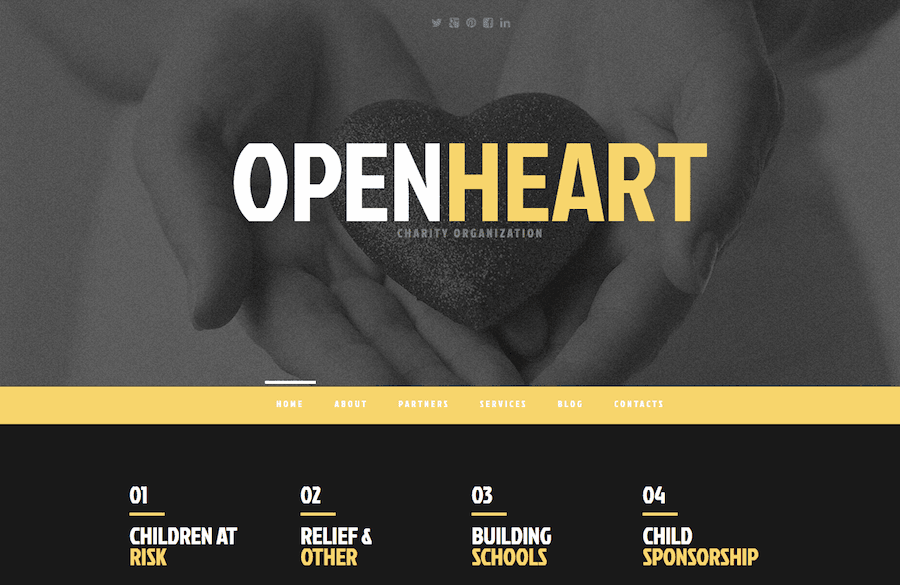 OPENHEART
CHARITY ORGANIZATION
HOME ABOUT PARTNERS SERVICES BLOG CONTACTS
01
CHILDREN AT
RISK
02
RELIEF &
OTHER
03
BUILDING
SCHOOLS
04
CHILD
SPONSORSHIP